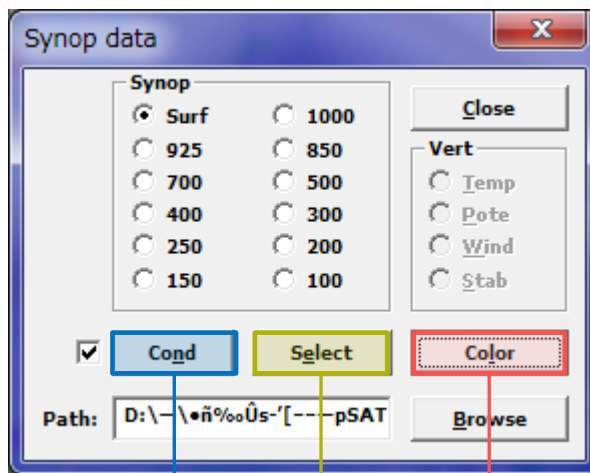 Synop data
X
Synop
Surf 1000
925 850
700 500
400 300
250 200
150 100
Close
Vert
Temp
Pote
Wind
Stab
Cond Select Color
Path: D:\—\•ñ‰Ûs-’[–—–pSAT Browse